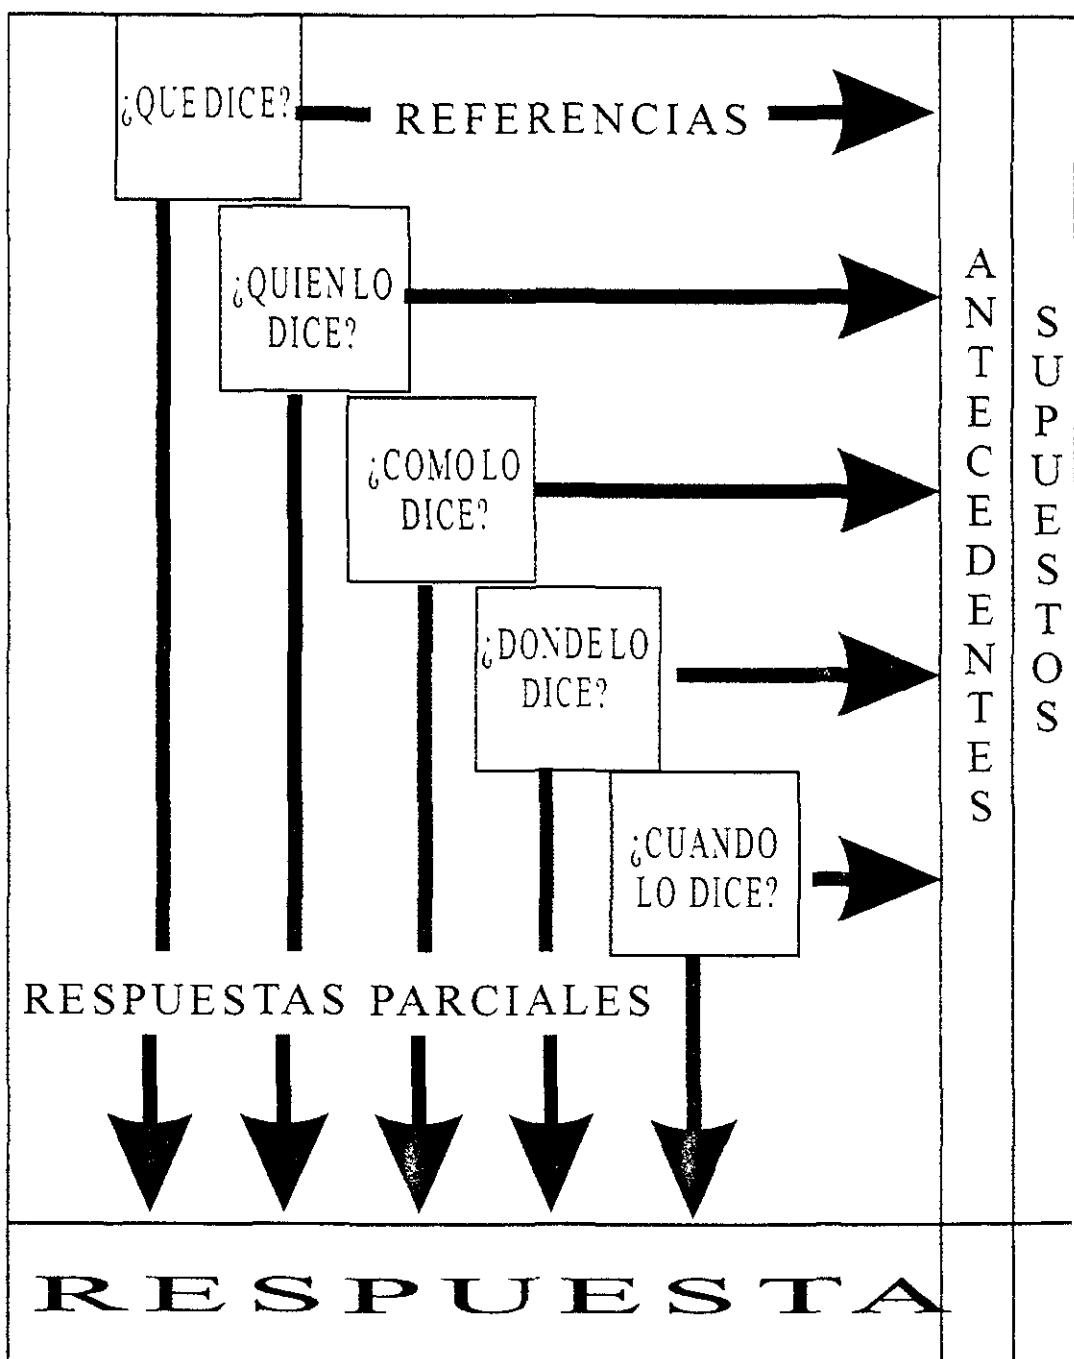 ¿QUE DICE?
REFERENCIAS
¿QUIEN LO
DICE?
¿COMO LO
DICE?
¿DONDE LO
DICE?
¿CUANDO
LO DICE?
ANTECEDENTES
SUPUESTOS
RESPUESTAS PARCIALES
RESPUESTA